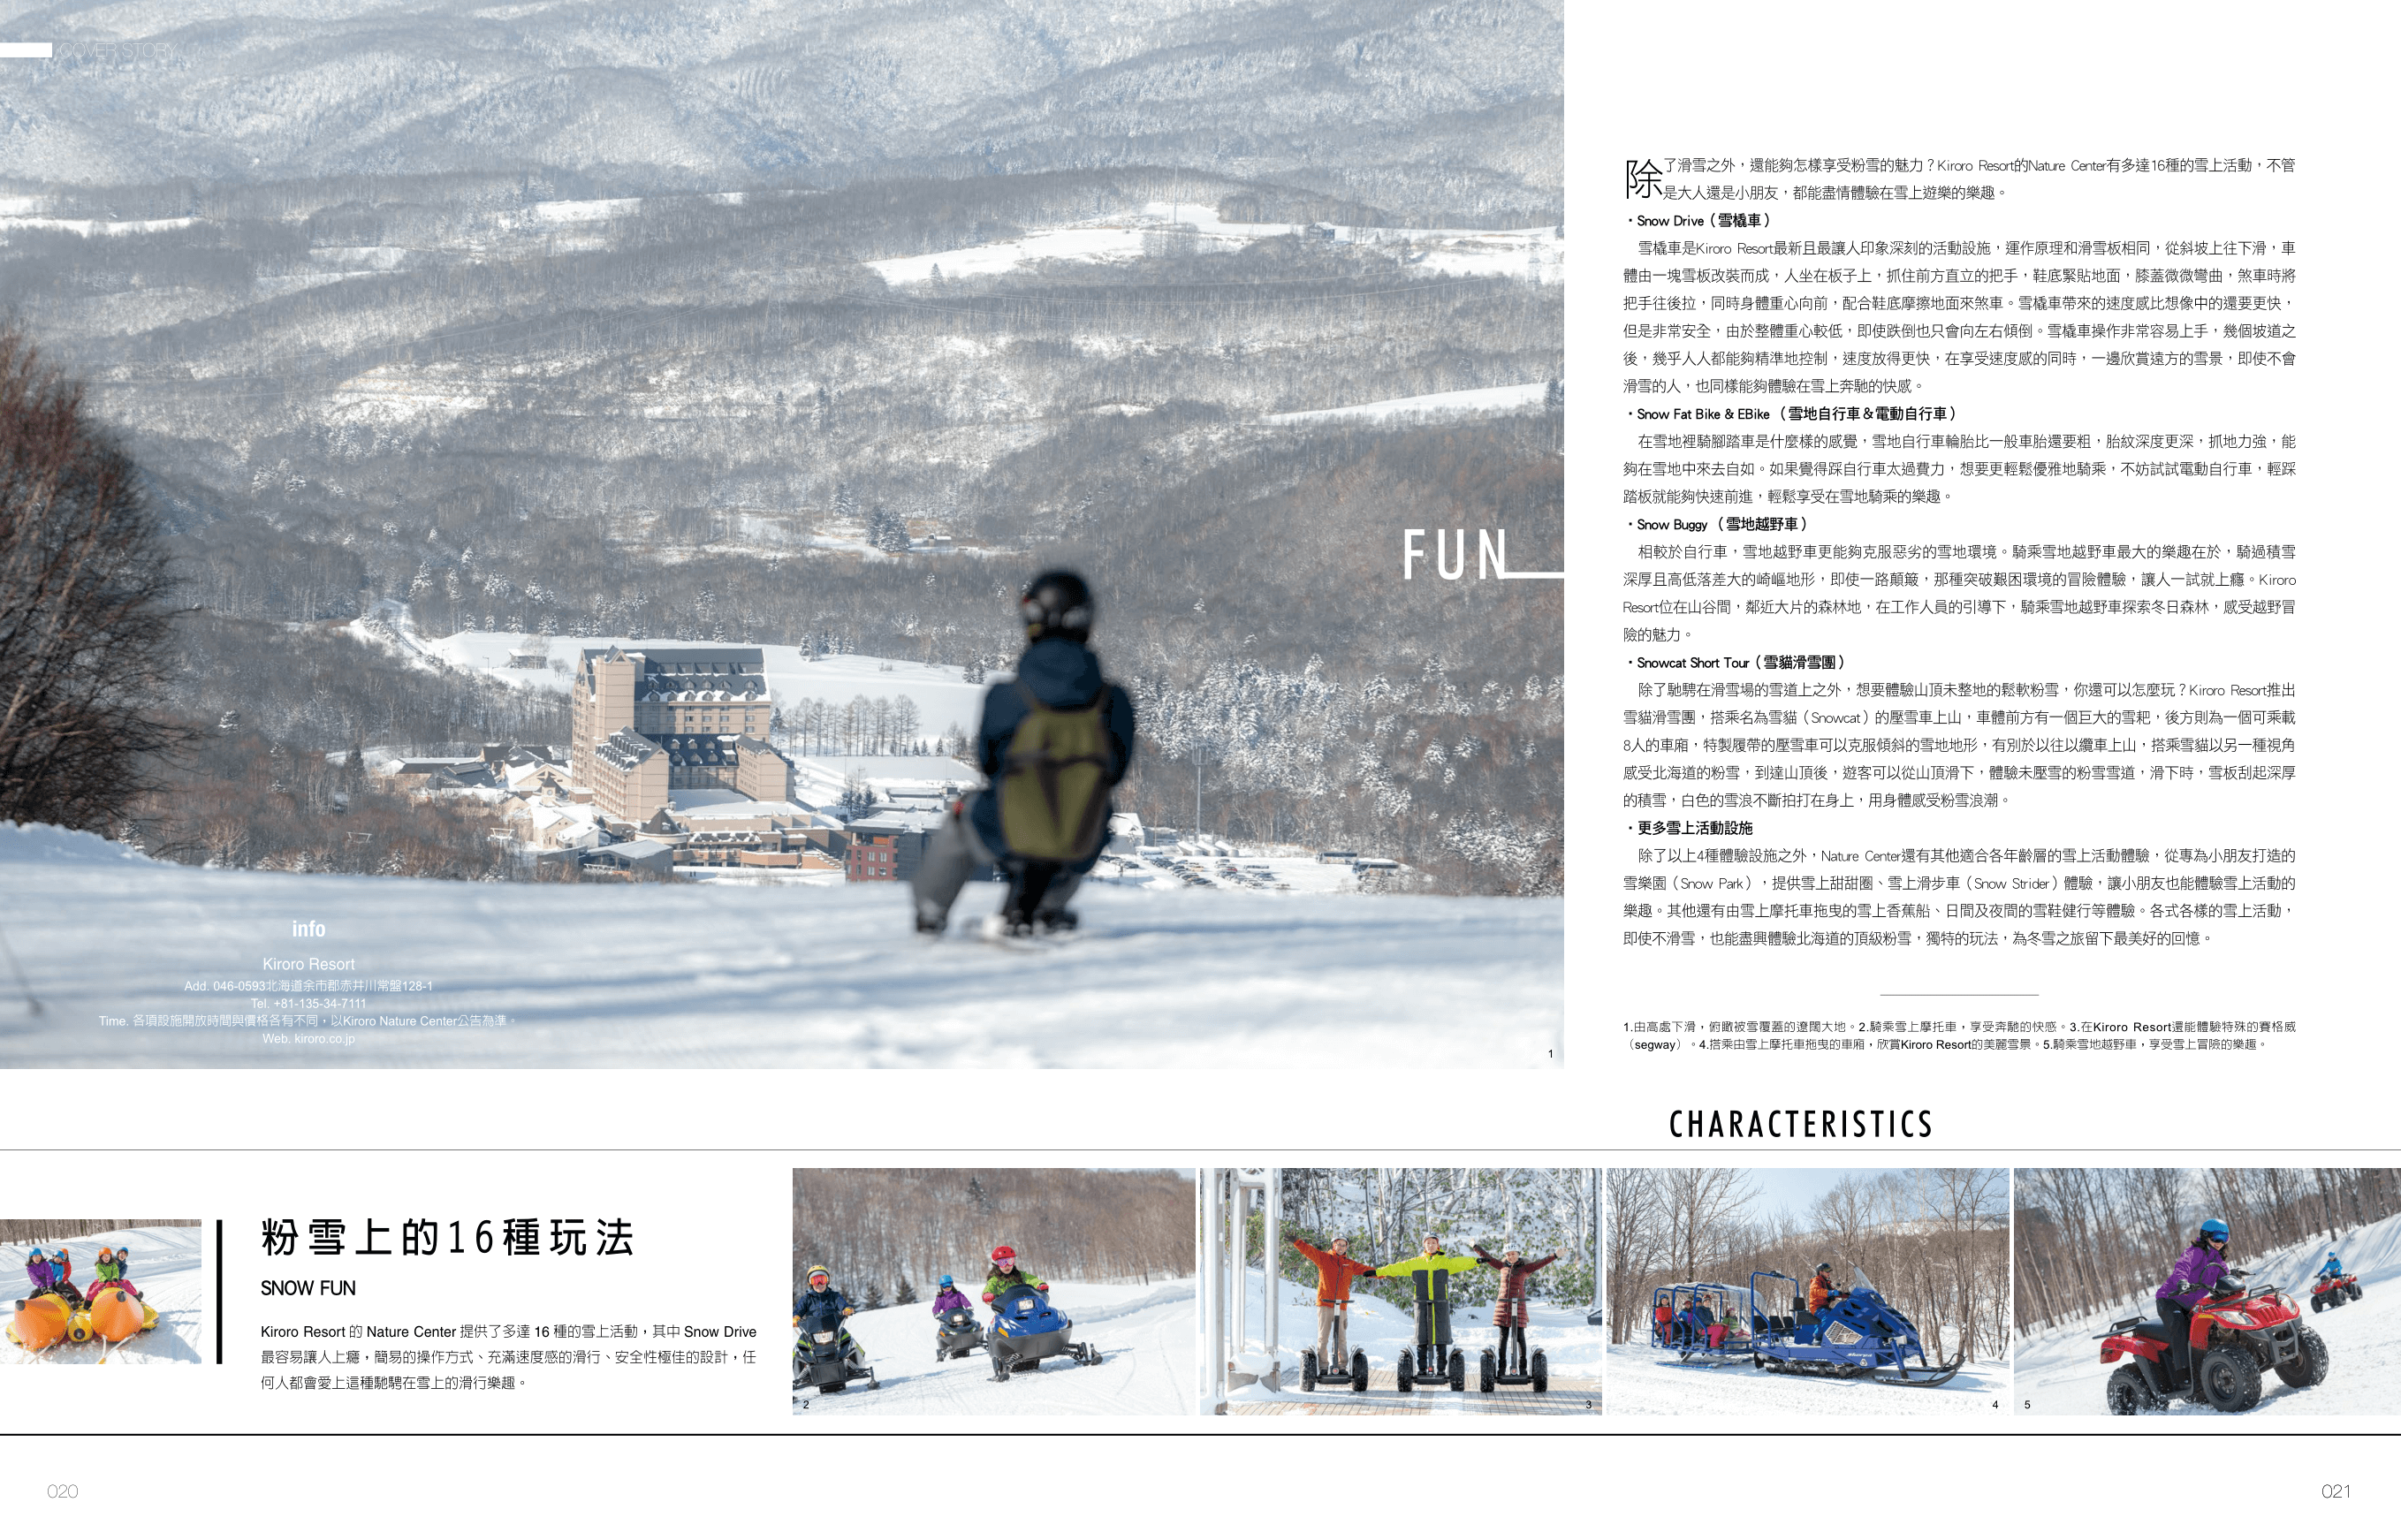 COVER STORY
FUN
info
Kiroro Resort
Add. 046-0593北海道余市郡赤井川常盤128-1
Tel. +81-135-34-7111
Time. 各項設施開放時間與價格各有不同，以Kiroro Nature Center公告為準。
Web. kiroro.co.jp
1
除了滑雪之外，還能夠怎樣享受粉雪的魅力？Kiroro Resort的Nature Center有多達16種的雪上活動，不管
是大人還是小朋友，都能盡情體驗在雪上遊樂的樂趣。
・Snow Drive（雪橇車）
雪橇車是Kiroro Resort最新且最讓人印象深刻的活動設施，運作原理和滑雪板相同，從斜坡上往下滑，車
體由一塊雪板改裝而成，人坐在板子上，抓住前方直立的把手，鞋底緊貼地面，膝蓋微微彎曲，煞車時將
把手往後拉，同時身體重心向前，配合鞋底摩擦地面來煞車。雪橇車帶來的速度感比想像中的還要更快，
但是非常安全，由於整體重心較低，即使跌倒也只會向左右傾倒。雪橇車操作非常容易上手，幾個坡道之
後，幾乎人人都能夠精準地控制，速度放得更快，在享受速度感的同時，一邊欣賞遠方的雪景，即使不會
滑雪的人，也同樣能夠體驗在雪上奔馳的快感。
・Snow Fat Bike & EBike （雪地自行車＆電動自行車）
在雪地裡騎腳踏車是什麼樣的感覺，雪地自行車輪胎比一般車胎還要粗，胎紋深度更深，抓地力強，能
夠在雪地中來去自如。如果覺得踩自行車太過費力，想要更輕鬆優雅地騎乘，不妨試試電動自行車，輕踩
踏板就能夠快速前進，輕鬆享受在雪地騎乘的樂趣。
・Snow Buggy （雪地越野車）
相較於自行車，雪地越野車更能夠克服惡劣的雪地環境。騎乘雪地越野車最大的樂趣在於，騎過積雪
深厚且高低落差大的崎嶇地形，即使一路顛簸，那種突破艱困環境的冒險體驗，讓人一試就上癮。Kiroro
Resort位在山谷間，鄰近大片的森林地，在工作人員的引導下，騎乘雪地越野車探索冬日森林，感受越野冒
險的魅力。
・Snowcat Short Tour（雪貓滑雪團）
除了馳騁在滑雪場的雪道上之外，想要體驗山頂未整地的鬆軟粉雪，你還可以怎麼玩？Kiroro Resort推出
雪貓滑雪團，搭乘名為雪貓（Snowcat）的壓雪車上山，車體前方有一個巨大的雪耙，後方則為一個可乘載
8人的車廂，特製履帶的壓雪車可以克服傾斜的雪地地形，有別於以往以纜車上山，搭乘雪貓以另一種視角
感受北海道的粉雪，到達山頂後，遊客可以從山頂滑下，體驗未壓雪的粉雪雪道，滑下時，雪板刮起深厚
的積雪，白色的雪浪不斷拍打在身上，用身體感受粉雪浪潮。
・更多雪上活動設施
除了以上4種體驗設施之外，Nature Center還有其他適合各年齡層的雪上活動體驗，從專為小朋友打造的
雪樂園（Snow Park），提供雪上甜甜圈、雪上滑步車（Snow Strider）體驗，讓小朋友也能體驗雪上活動的
樂趣。其他還有由雪上摩托車拖曳的雪上香蕉船、日間及夜間的雪鞋健行等體驗。各式各樣的雪上活動，
即使不滑雪，也能盡興體驗北海道的頂級粉雪，獨特的玩法，為冬雪之旅留下最美好的回憶。
1.由高處下滑，俯瞰被雪覆蓋的遼闊大地。2.騎乘雪上摩托車，享受奔馳的快感。3.在Kiroro Resort還能體驗特殊的賽格威
（segway）。4.搭乘由雪上摩托車拖曳的車廂，欣賞Kiroro Resort的美麗雪景。5.騎乘雪地越野車，享受雪上冒險的樂趣。
CHARACTERISTICS
粉雪上的16種玩法
SNOW FUN
Kiroro Resort 的 Nature Center 提供了多達 16 種的雪上活動，其中 Snow Drive
最容易讓人上癮，簡易的操作方式、充滿速度感的滑行、安全性極佳的設計，任
何人都會愛上這種馳騁在雪上的滑行樂趣。
2
3
4
5
020
021